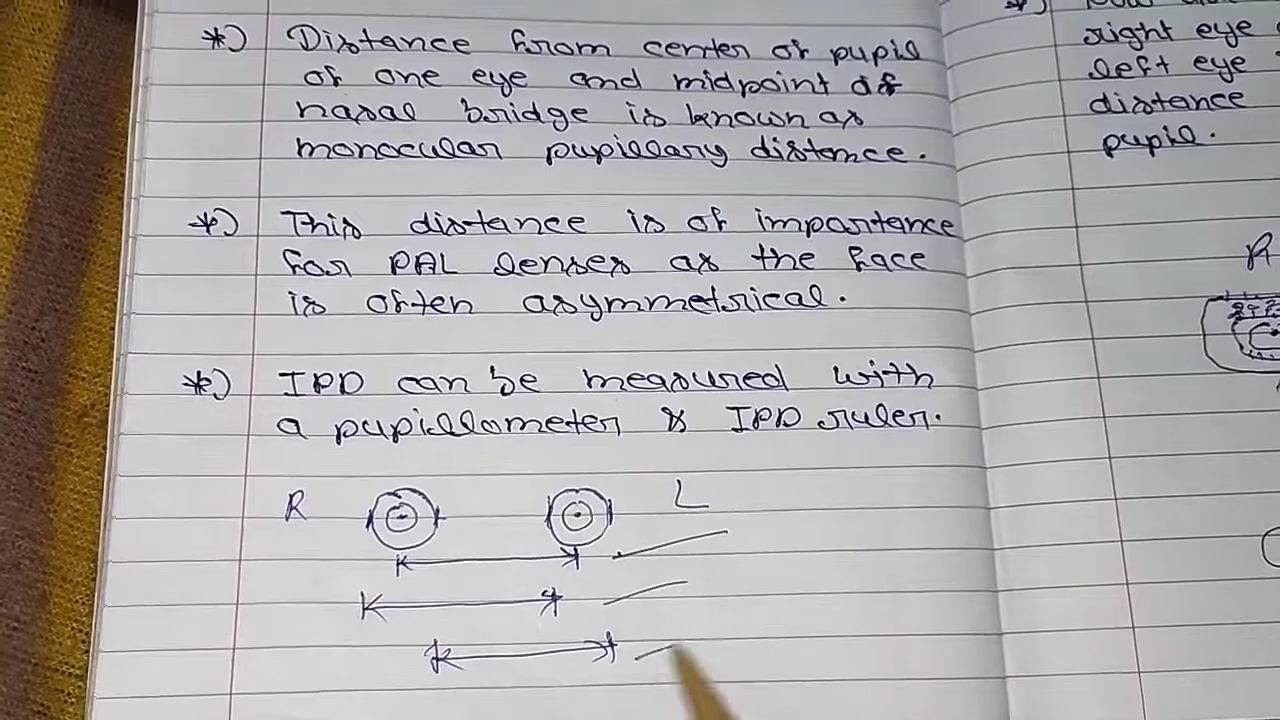 *) Distance from center of pupil
of one eye and midpoint of
nasal bridge is known as
monocular pupillary distance.
*) This distance is of importance
for PAL lenses as the face
is often asymmetrical.
*) IPD can be measured with
a pupillometer & IPD ruler.
R L
right eye
left eye
distance
pupil.
R